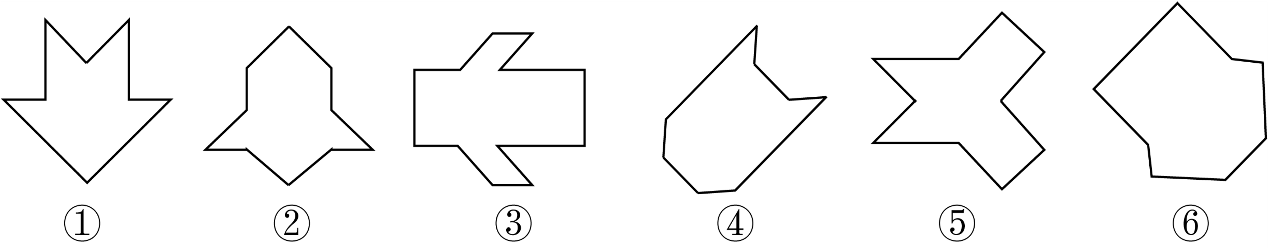 ① ② ③ ④ ⑤ ⑥